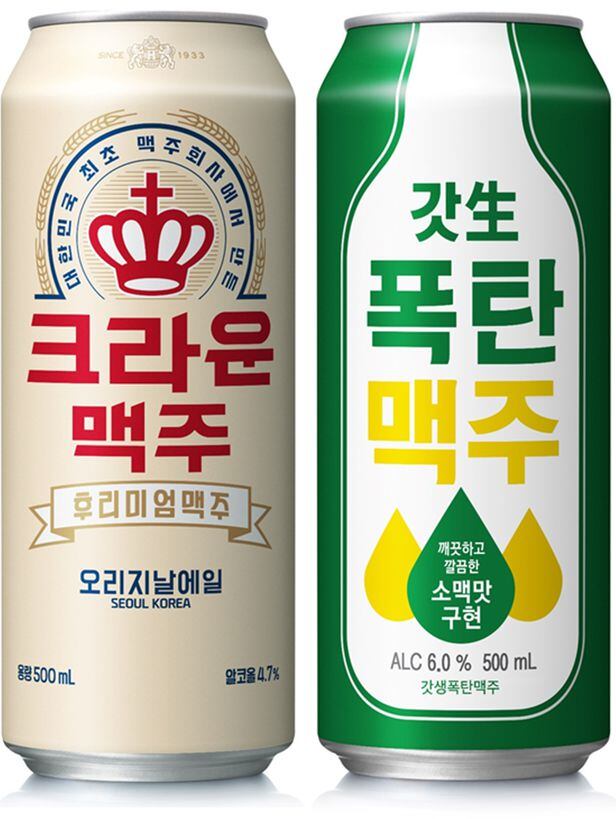 SINCE 1933
대한민국 최초 맥주회사에서 만든
크라운
맥주
후리미엄맥주
오리지날에일
SEOUL KOREA
용량 500 mL
알코올 4.7%
갓生
폭탄
맥주
깨끗하고
깔끔한
소맥맛
구현
ALC 6.0 % 500 mL
갓생폭탄맥주